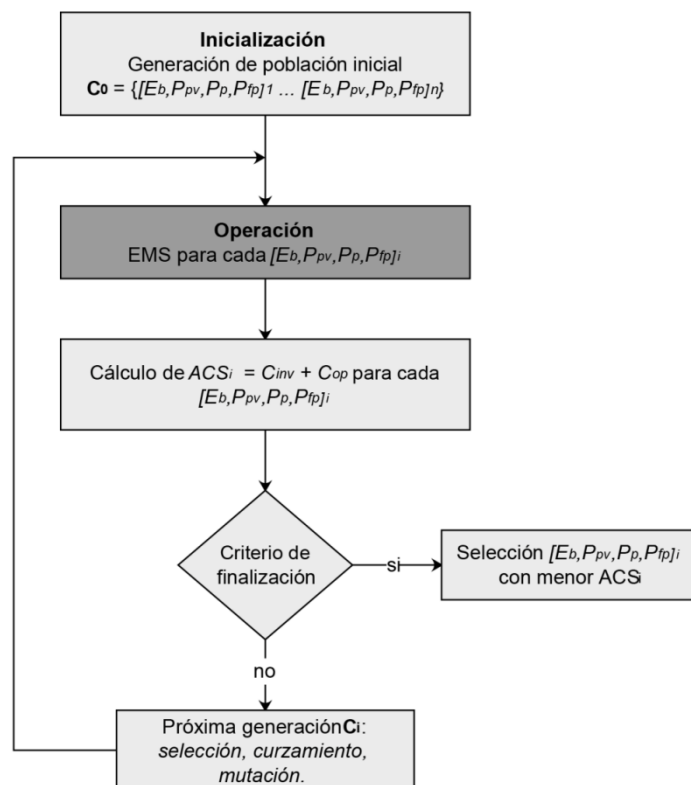 Inicialización
Generación de población inicial
C0 = {[Eb,Ppv,Pp,Pfp]1 ... [Eb,Ppv,Pp,Pfp]n}
Operación
EMS para cada [Eb,Ppv,Pp,Pfp]i
Cálculo de ACSi = Cinv + Cop para cada
[Eb,Ppv,Pp,Pfp]i
Criterio de
finalización
si
Selección [Eb,Ppv,Pp,Pfp]i
con menor ACSi
no
Próxima generación Ci:
selección, curzamiento,
mutación.